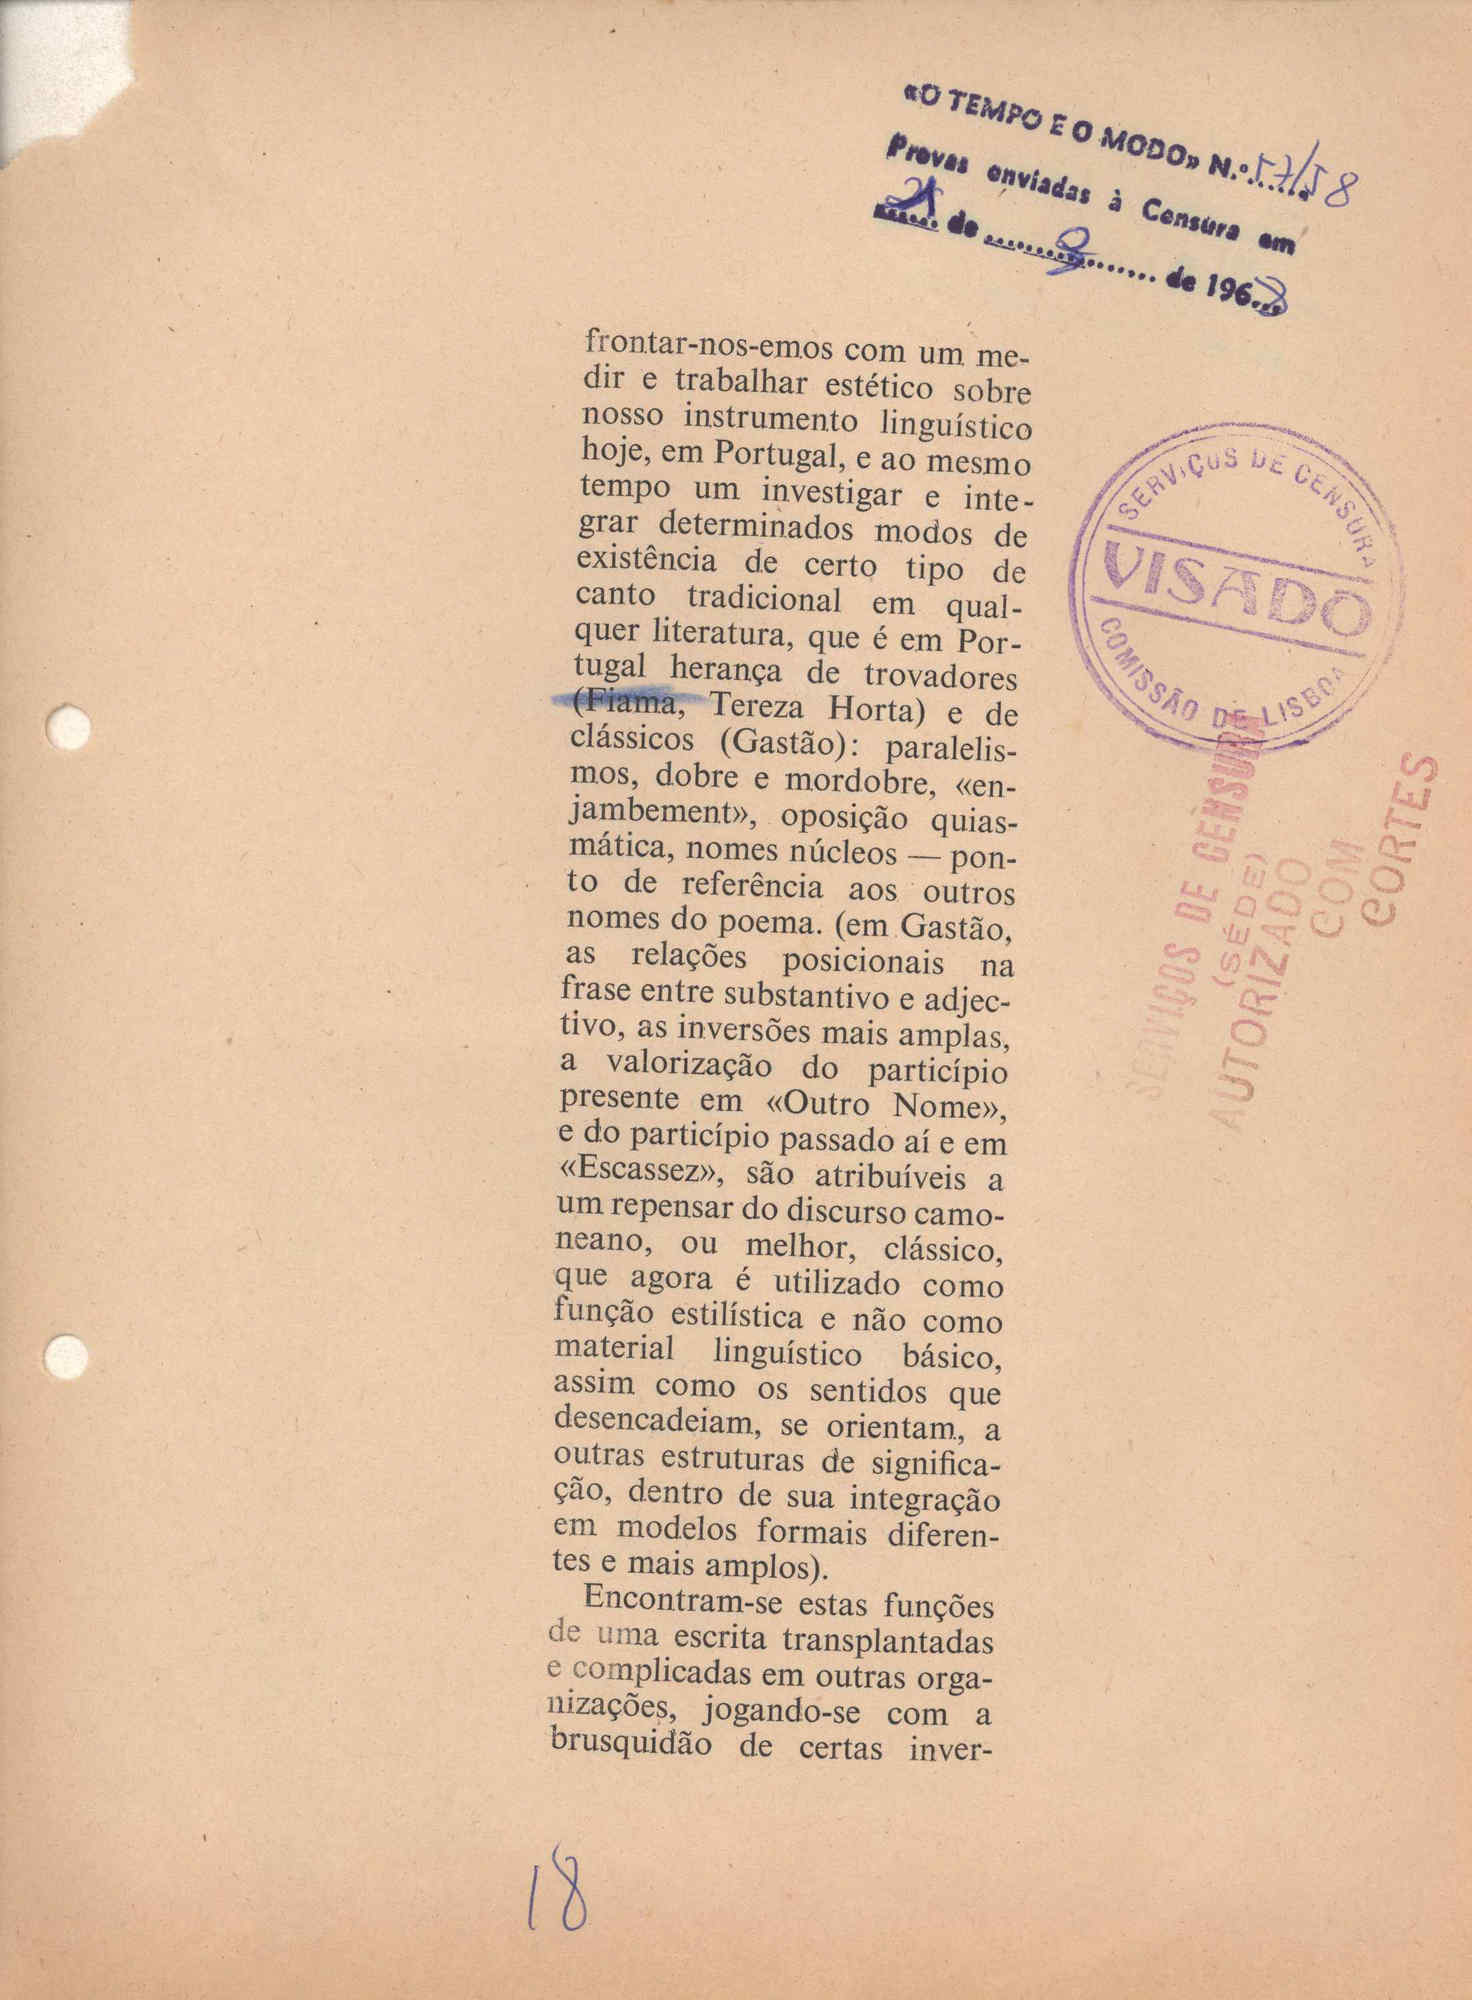 «O TEMPO E O MODO» N.º 57/58
Provas enviadas à Censura em
de 9 de 1968
frontar-nos-emos com um me-
dir e trabalhar estético sobre
nosso instrumento linguístico
hoje, em Portugal, e ao mesmo
tempo um investigar e inte-
grar determinados modos de
existência de certo tipo de
canto tradicional em qual-
quer literatura, que é em Por-
tugal herança de trovadores
(Fiama, Tereza Horta) e de
clássicos (Gastão): paralelis-
mos, dobre e mordobre, «en-
jambement», oposição quias-
mática, nomes núcleos — pon-
to de referência aos outros
nomes do poema. (em Gastão,
as relações posicionais na
frase entre substantivo e adjec-
tivo, as inversões mais amplas,
a valorização do particípio
presente em «Outro Nome»,
e do particípio passado aí e em
«Escassez», são atribuíveis a
um repensar do discurso camo-
neano, ou melhor, clássico,
que agora é utilizado como
função estilística e não como
material linguístico básico,
assim como os sentidos que
desencadeiam, se orientam, a
outras estruturas de significa-
ção, dentro de sua integração
em modelos formais diferen-
tes e mais amplos).
Encontram-se estas funções
de uma escrita transplantadas
e complicadas em outras orga-
nizações, jogando-se com a
brusquidão de certas inver-
SERVIÇOS DE CENSURA
VISADO
COMISSÃO DE LISBOA
SERVIÇOS DE CENSURA
(SÉDE)
AUTORIZADO
COM
CORTES
18